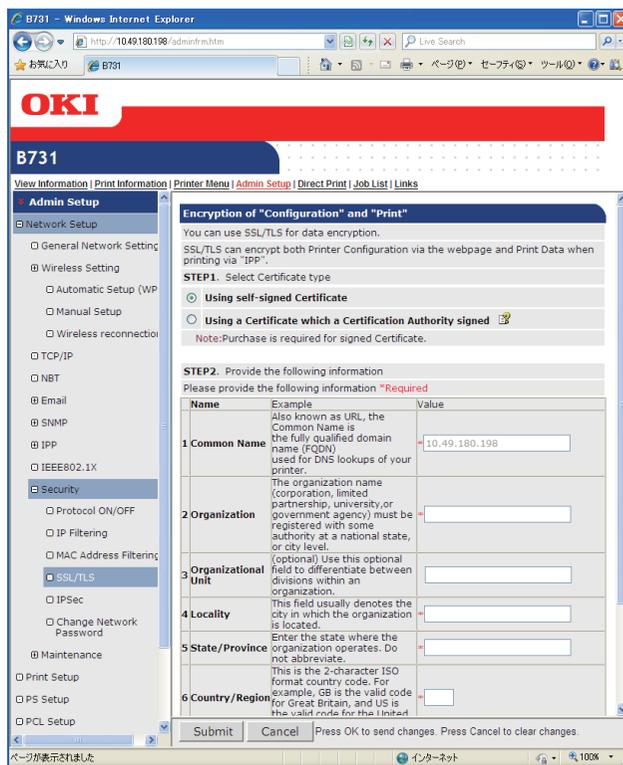 B731 - Windows Internet Explorer
http://10.49.180.198/adminfrm.htm
Live Search
お気に入り
B731
ページ(P)
セーフティ(S)
ツール(O)
OKI
B731
View Information | Print Information | Printer Menu | Admin Setup | Direct Print | Job List | Links
Admin Setup
Network Setup
General Network Setting
Wireless Setting
Automatic Setup (WP
Manual Setup
Wireless reconnection
TCP/IP
NBT
Email
SNMP
IPP
IEEE802.1X
Security
Protocol ON/OFF
IP Filtering
MAC Address Filtering
SSL/TLS
IPSec
Change Network
Password
Maintenance
Print Setup
PS Setup
PCL Setup
Encryption of "Configuration" and "Print"
You can use SSL/TLS for data encryption.
SSL/TLS can encrypt both Printer Configuration via the webpage and Print Data when
printing via "IPP".
STEP1. Select Certificate type
Using self-signed Certificate
Using a Certificate which a Certification Authority signed
Note:Purchase is required for signed Certificate.
STEP2. Provide the following information
Please provide the following information *Required
Name Example Value
1 Common Name
Also known as URL, the
Common Name is
the fully qualified domain
name (FQDN)
used for DNS lookups of your
printer.
* 10.49.180.198
2 Organization
The organization name
(corporation, limited
partnership, university,or
government agency) must be
registered with some
authority at a national state,
or city level.
*
3 Organizational
Unit
(optional) Use this optional
field to differentiate between
divisions within an
organization.
4 Locality
This field usually denotes the
city in which the organization
is located.
*
5 State/Province
Enter the state where the
organization operates. Do
not abbreviate.
*
6 Country/Region
This is the 2-character ISO
format country code. For
example, GB is the valid code
for Great Britain, and US is
the valid code for the United
*
Submit Cancel Press OK to send changes. Press Cancel to clear changes.
ページが表示されました
インターネット
100%